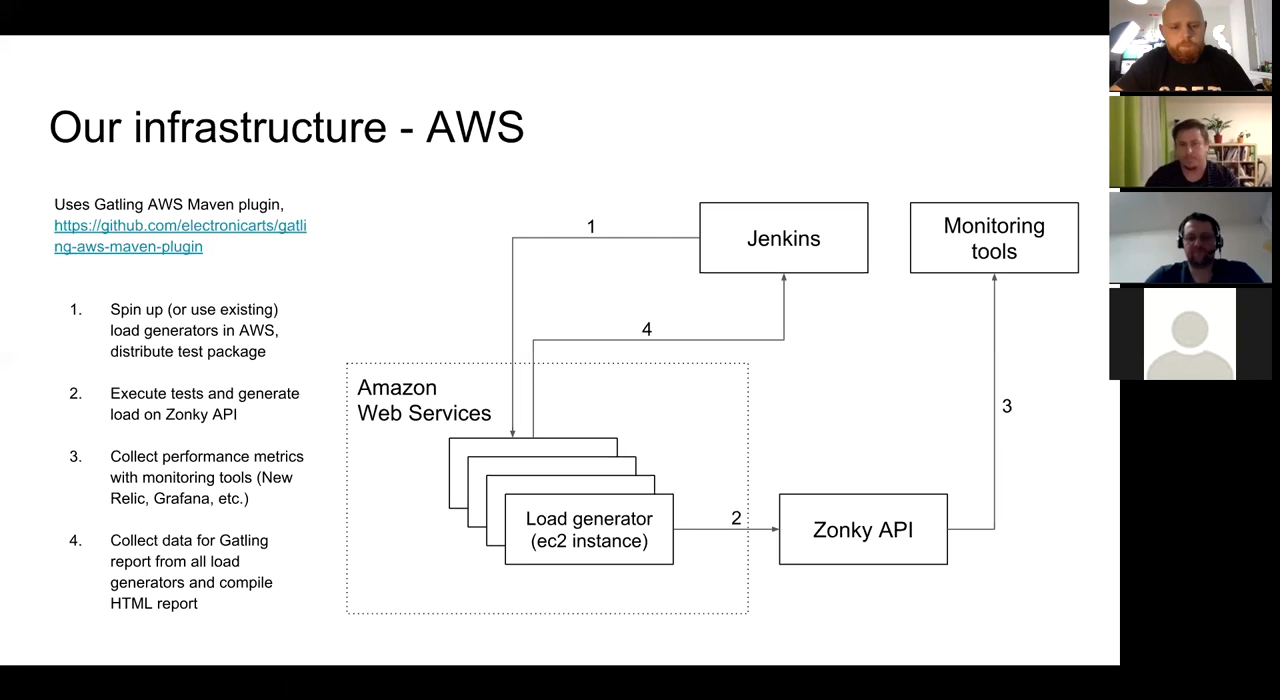 Our infrastructure - AWS
Uses Gatling AWS Maven plugin,
https://github.com/electronicarts/gatli
ng-aws-maven-plugin
1. Spin up (or use existing)
load generators in AWS,
distribute test package
2. Execute tests and generate
load on Zonky API
3. Collect performance metrics
with monitoring tools (New
Relic, Grafana, etc.)
4. Collect data for Gatling
report from all load
generators and compile
HTML report
1
Jenkins
Monitoring
tools
4
Amazon
Web Services
3
Load generator
(ec2 instance)
2
Zonky API